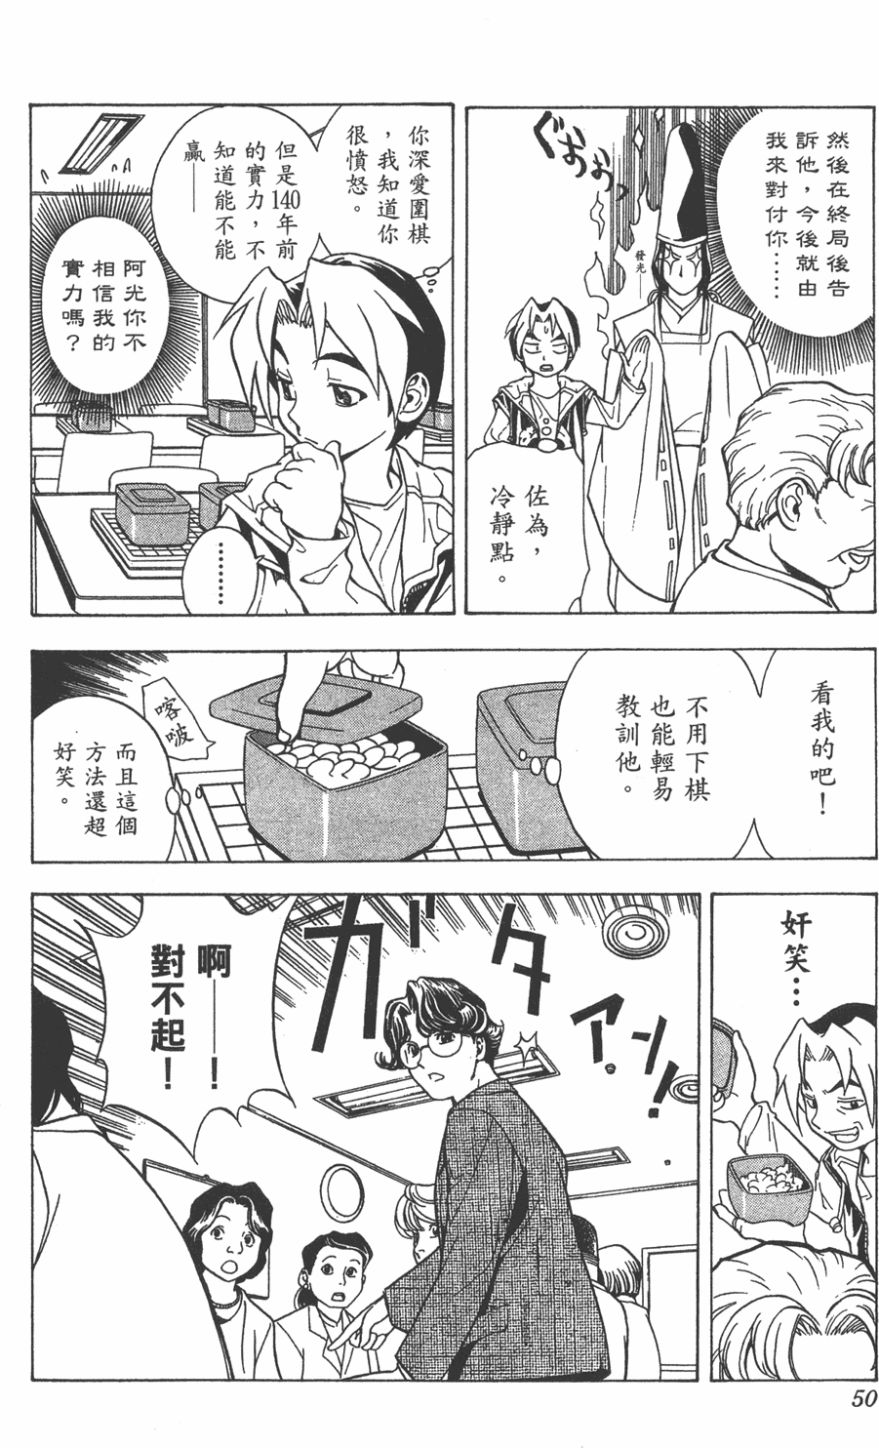 然後在終局後告
訴他，今後就由
我來對付你……
ぐおおっ
發光
佐為，
冷靜點。
你深愛圍棋
，我知道你
很憤怒。
但是140年前
的實力，不
知道能不能
贏——
阿光你不
相信我的
實力嗎？
………
看我的吧！
不用下棋
也能輕易
教訓他。
喀啵
而且這個
方法還超
好笑。
奸笑…
ガタアン!!
啊——！
對不起！
50